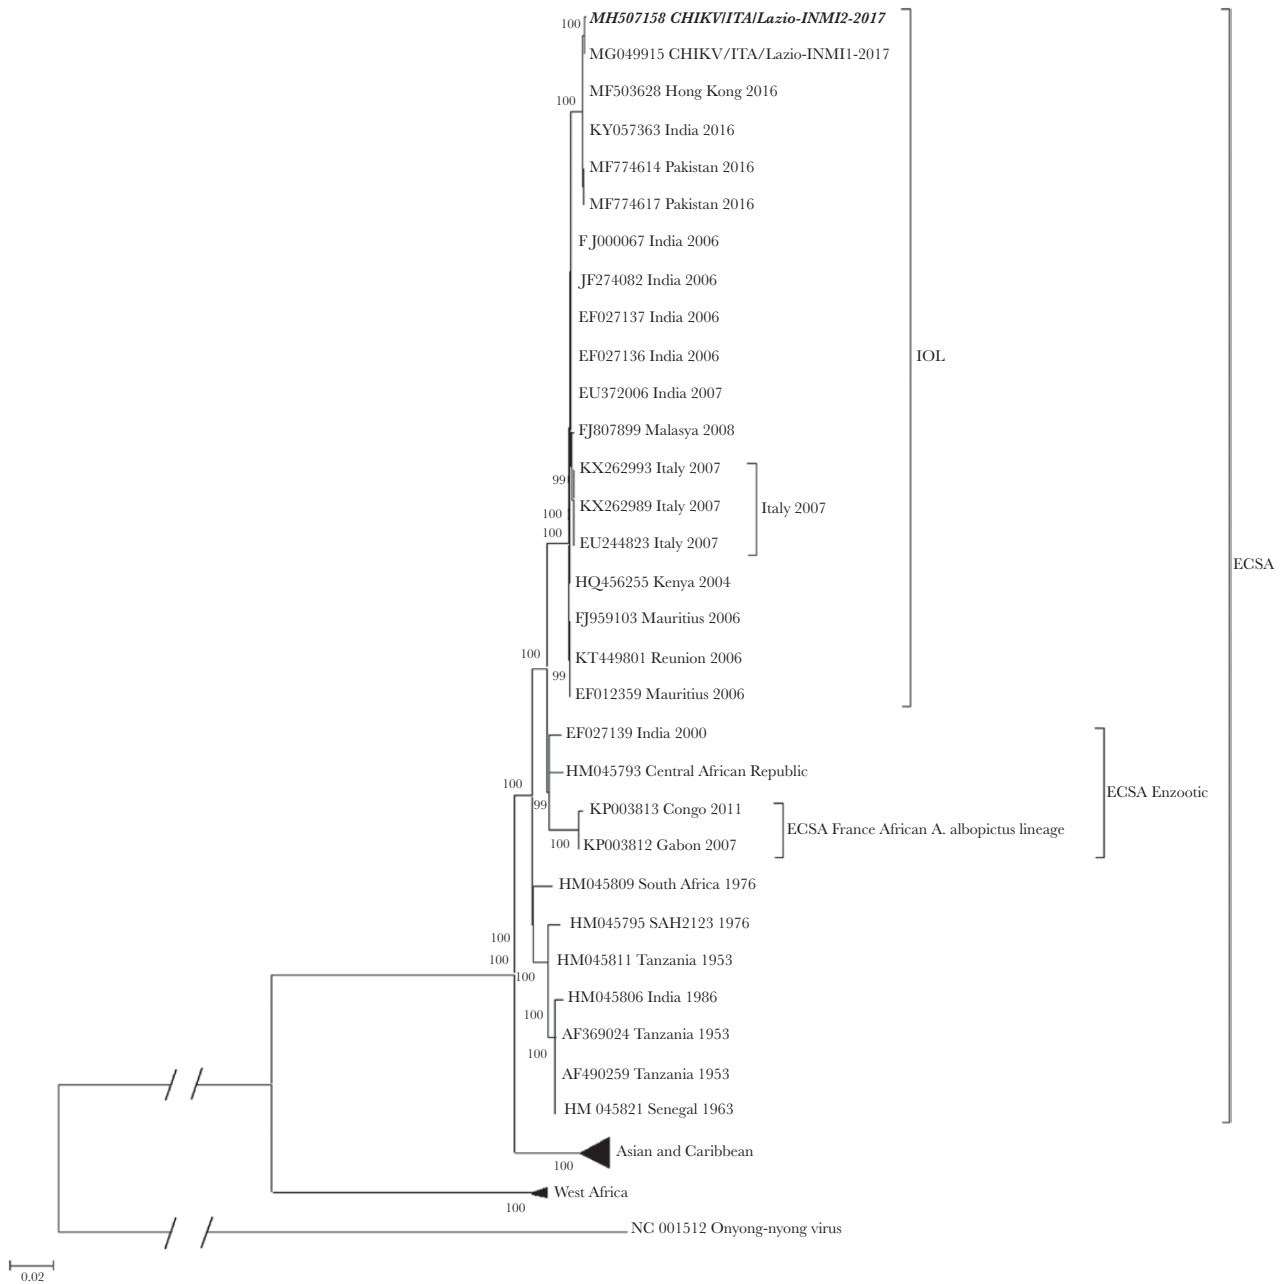 100
MH507158 CHIKV/ITA/Lazio-INMI2-2017
MG049915 CHIKV/ITA/Lazio-INMI1-2017
MF503628 Hong Kong 2016
100
KY057363 India 2016
MF774614 Pakistan 2016
MF774617 Pakistan 2016
F J000067 India 2006
JF274082 India 2006
EF027137 India 2006
EF027136 India 2006
IOL
EU372006 India 2007
FJ807899 Malasya 2008
KX262993 Italy 2007
99
KX262989 Italy 2007
Italy 2007
100
100
EU244823 Italy 2007
ECSA
HQ456255 Kenya 2004
FJ959103 Mauritius 2006
100
KT449801 Reunion 2006
99
EF012359 Mauritius 2006
EF027139 India 2000
HM045793 Central African Republic
100
ECSA Enzootic
99
KP003813 Congo 2011
ECSA France African A. albopictus lineage
100
KP003812 Gabon 2007
HM045809 South Africa 1976
HM045795 SAH2123 1976
100
100
HM045811 Tanzania 1953
100
HM045806 India 1986
100
AF369024 Tanzania 1953
100
AF490259 Tanzania 1953
HM 045821 Senegal 1963
Asian and Caribbean
100
West Africa
100
NC 001512 Onyong-nyong virus
0.02